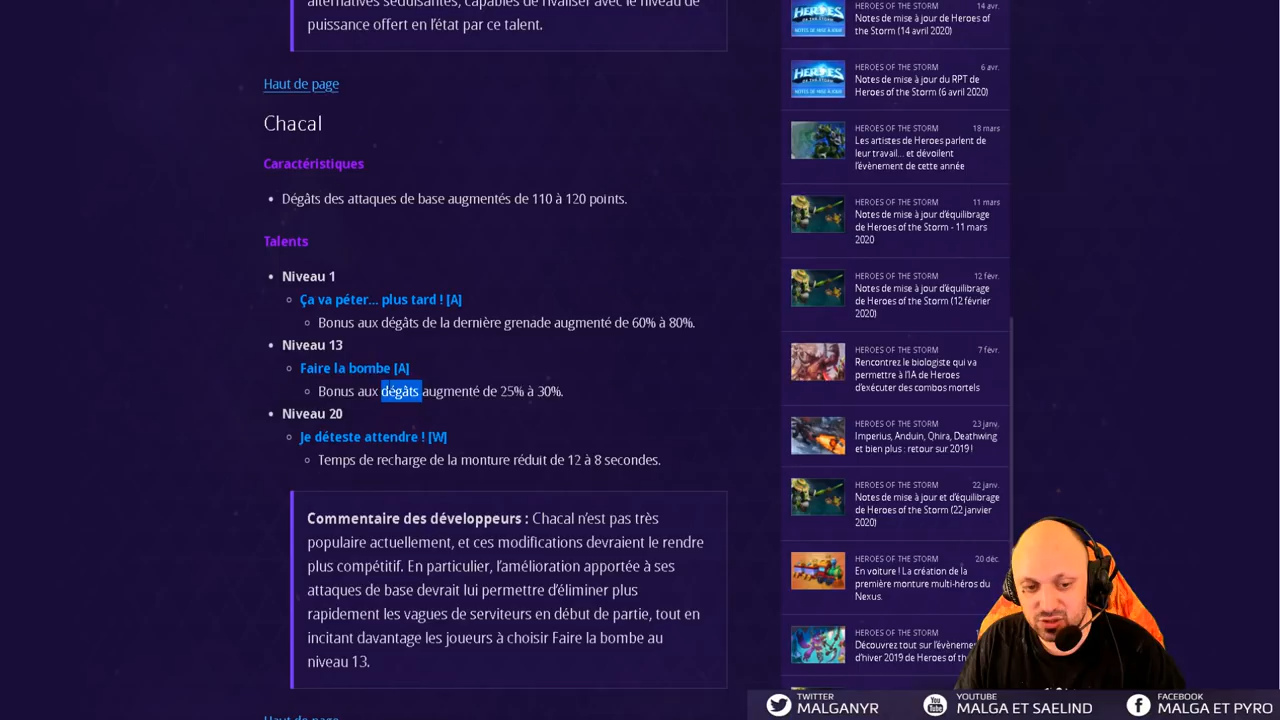 alternatives séduisantes, capables de rivaliser avec le niveau de
puissance offert en l’état par ce talent.
Haut de page
Chacal
Caractéristiques
Dégâts des attaques de base augmentés de 110 à 120 points.
Talents
Niveau 1
Ça va péter... plus tard ! [A]
Bonus aux dégâts de la dernière grenade augmenté de 60% à 80%.
Niveau 13
Faire la bombe [A]
Bonus aux dégâts augmenté de 25% à 30%.
Niveau 20
Je déteste attendre ! [W]
Temps de recharge de la monture réduit de 12 à 8 secondes.
Commentaire des développeurs : Chacal n’est pas très
populaire actuellement, et ces modifications devraient le rendre
plus compétitif. En particulier, l’amélioration apportée à ses
attaques de base devrait lui permettre d’éliminer plus
rapidement les vagues de serviteurs en début de partie, tout en
incitant davantage les joueurs à choisir Faire la bombe au
niveau 13.
Haut de page
HEROES OF THE STORM 14 avr.
Notes de mise à jour de Heroes of
the Storm (14 avril 2020)
HEROES OF THE STORM 6 avr.
Notes de mise à jour du RPT de
Heroes of the Storm (6 avril 2020)
HEROES OF THE STORM 18 mars
Les artistes de Heroes parlent de
leur travail... et dévoilent
l’évènement de cette année
HEROES OF THE STORM 11 mars
Notes de mise à jour d’équilibrage
de Heroes of the Storm - 11 mars
2020
HEROES OF THE STORM 12 févr.
Notes de mise à jour d’équilibrage
de Heroes of the Storm (12 février
2020)
HEROES OF THE STORM 7 févr.
Rencontrez le biologiste qui va
permettre à l’IA de Heroes
d’exécuter des combos mortels
HEROES OF THE STORM 23 janv.
Imperius, Anduin, Qhira, Deathwing
et bien plus : retour sur 2019 !
HEROES OF THE STORM 22 janv.
Notes de mise à jour et d’équilibrage
de Heroes of the Storm (22 janvier
2020)
HEROES OF THE STORM 20 déc.
En voiture ! La création de la
première monture multi-héros du
Nexus.
HEROES OF THE STORM
Découvrez tout sur l’évènem
d’hiver 2019 de Heroes of th
TWITTER
MALGANYR
YOUTUBE
MALGA ET SAELIND
FACEBOOK
MALGA ET PYRO